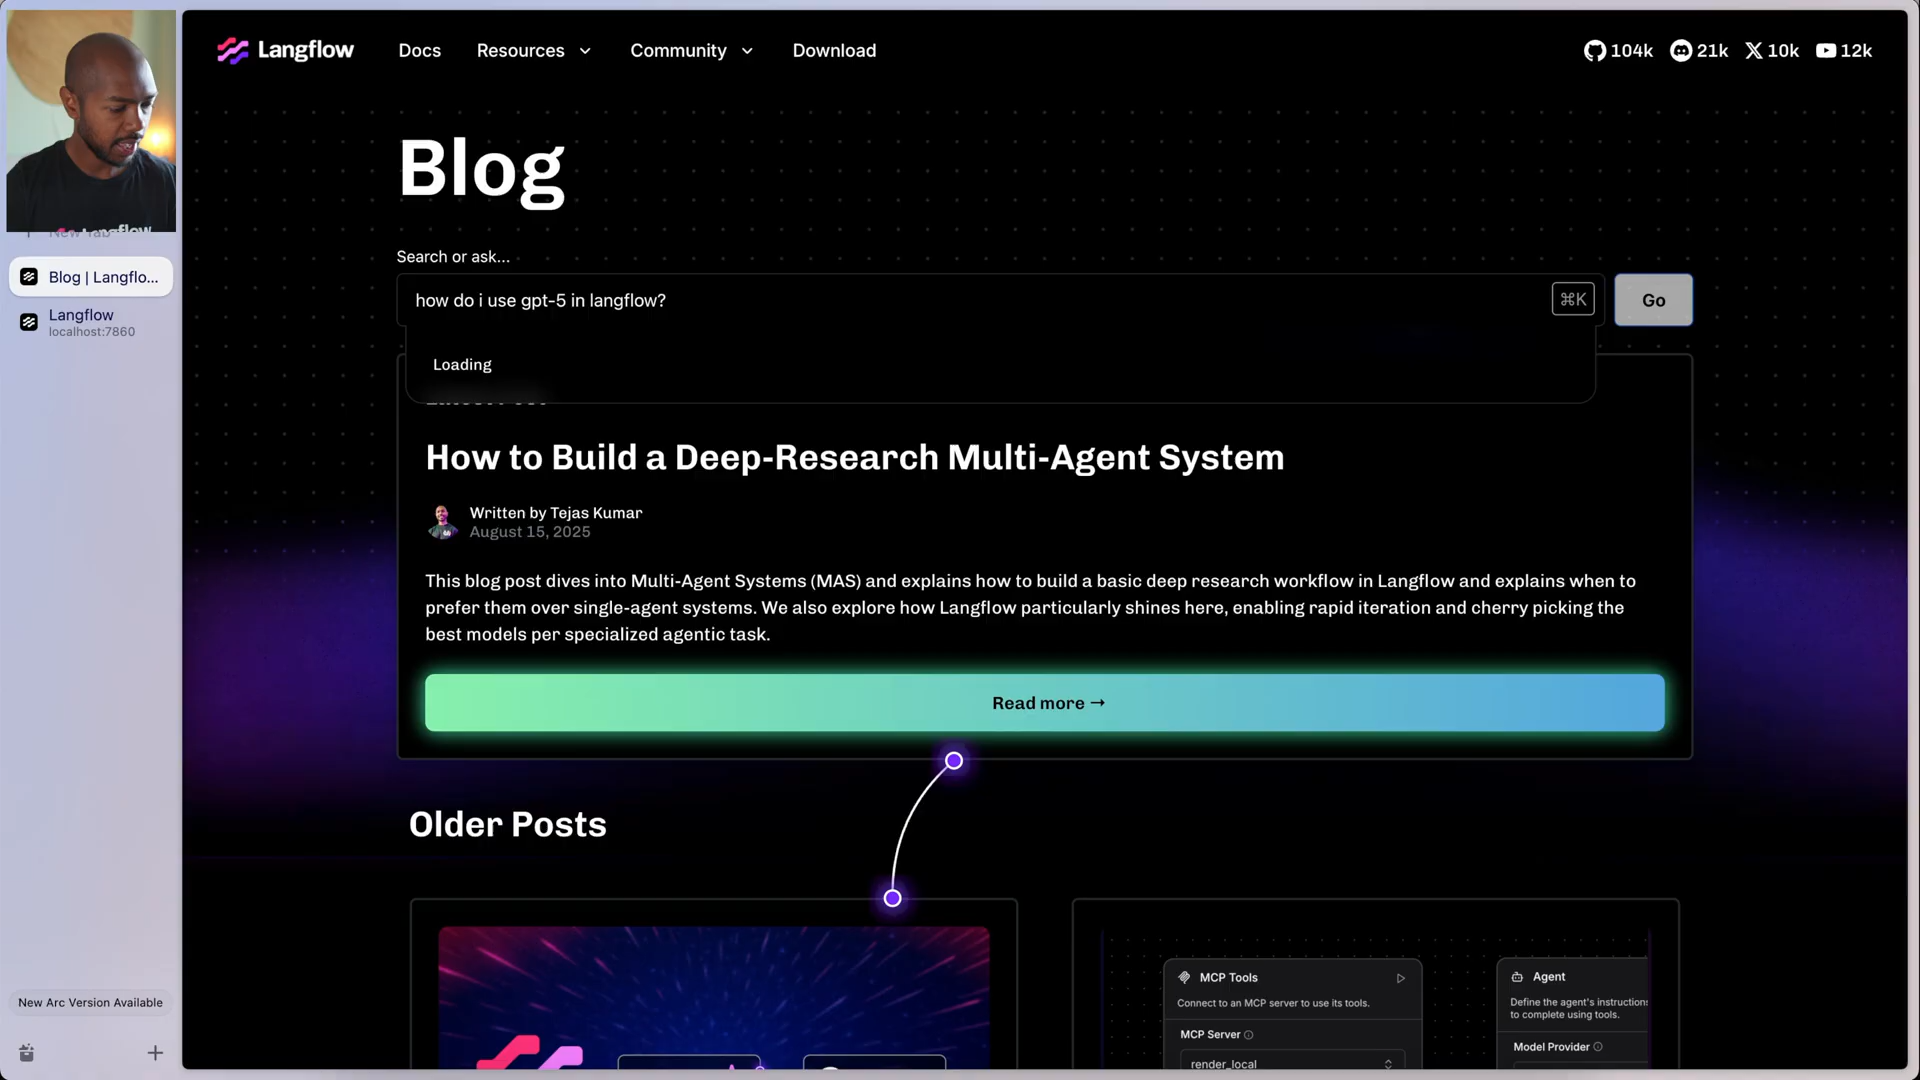 Langflow
Docs
Resources
Community
Download
104k
21k
10k
12k
Langflow
Blog | Langflo...
Langflow
localhost:7860
Blog
Search or ask...
how do i use gpt-5 in langflow?
⌘K
Go
Loading
How to Build a Deep-Research Multi-Agent System
Written by Tejas Kumar
August 15, 2025
This blog post dives into Multi-Agent Systems (MAS) and explains how to build a basic deep research workflow in Langflow and explains when to
prefer them over single-agent systems. We also explore how Langflow particularly shines here, enabling rapid iteration and cherry picking the
best models per specialized agentic task.
Read more →
Older Posts
MCP Tools
Connect to an MCP server to use its tools.
MCP Server
render_local
Agent
Define the agent's instructions
to complete using tools.
Model Provider
New Arc Version Available